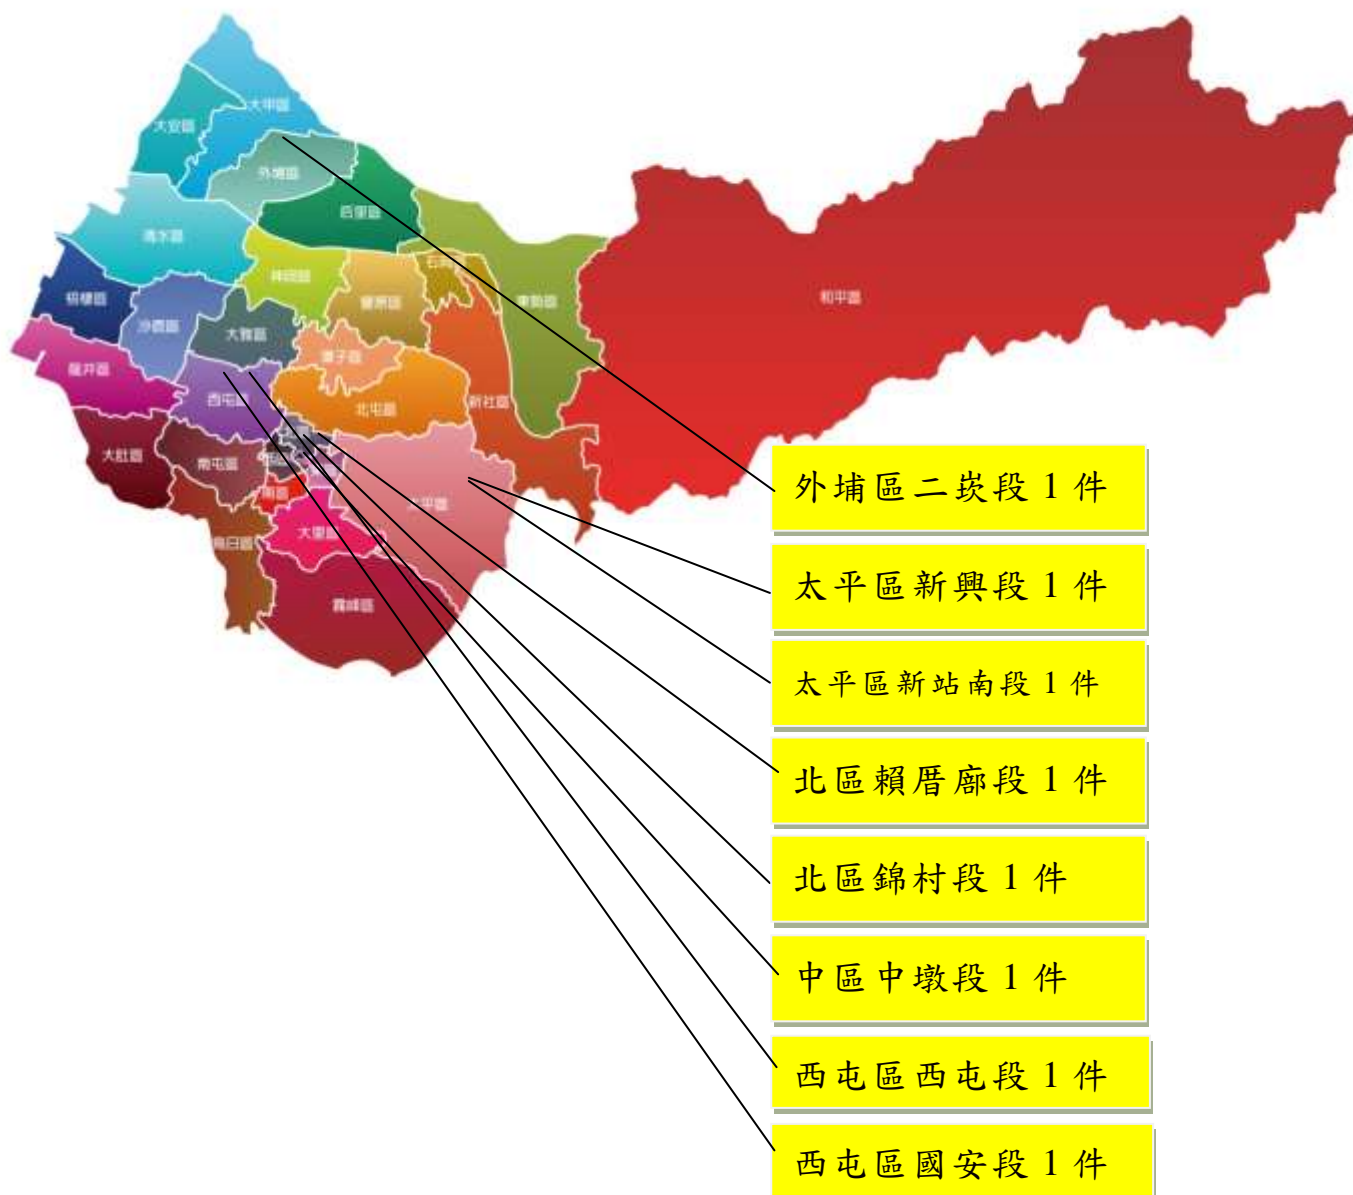 大甲區
大安區
外埔區
后里區
清水區
神岡區
石岡區
豐原區
東勢區
和平區
梧棲區
沙鹿區
大雅區
潭子區
龍井區
西屯區
北屯區
新社區
大肚區
南屯區
南區
太平區
大里區
烏日區
霧峰區
外埔區二崁段 1 件
太平區新興段 1 件
太平區新站南段 1 件
北區賴厝廍段 1 件
北區錦村段 1 件
中區中墩段 1 件
西屯區西屯段 1 件
西屯區國安段 1 件